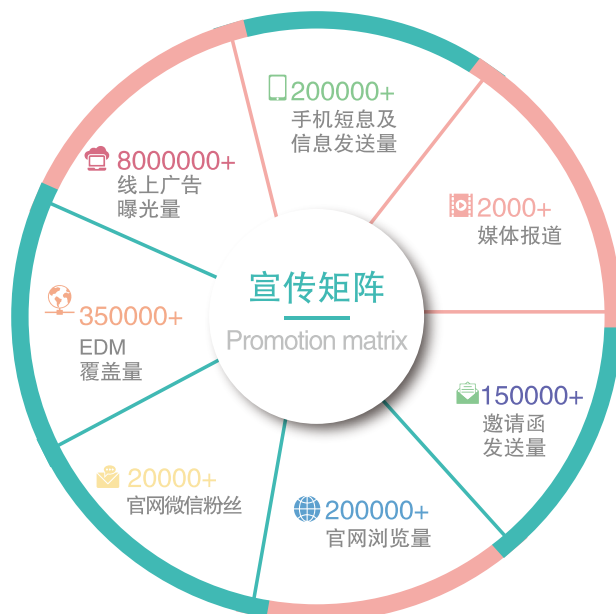 200000+
手机短息及
信息发送量
8000000+
线上广告
曝光量
2000+
媒体报道
宣传矩阵
Promotion matrix
350000+
EDM
覆盖量
150000+
邀请函
发送量
20000+
官网微信粉丝
200000+
官网浏览量